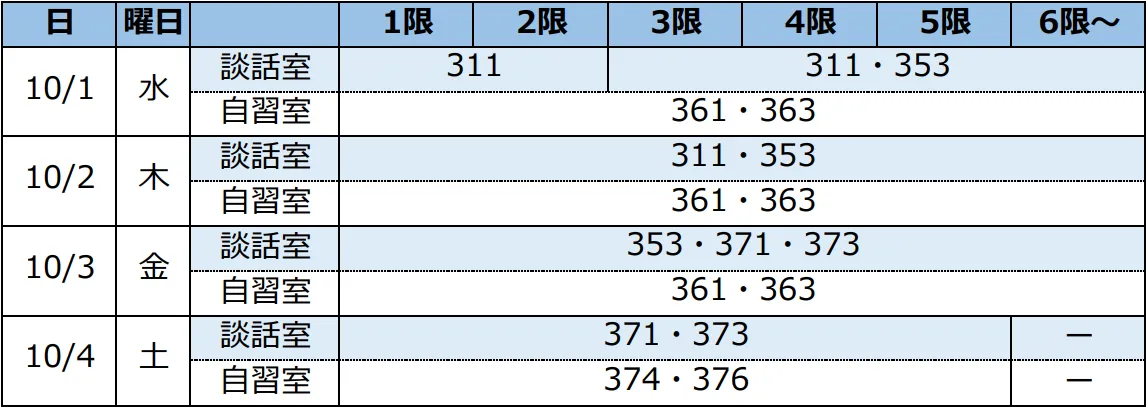 日 曜日 1限 2限 3限 4限 5限 6限～
10/1 水 談話室 311 311・353
自習室 361・363
10/2 木 談話室 311・353
自習室 361・363
10/3 金 談話室 353・371・373
自習室 361・363
10/4 土 談話室 371・373 ー
自習室 374・376 ー